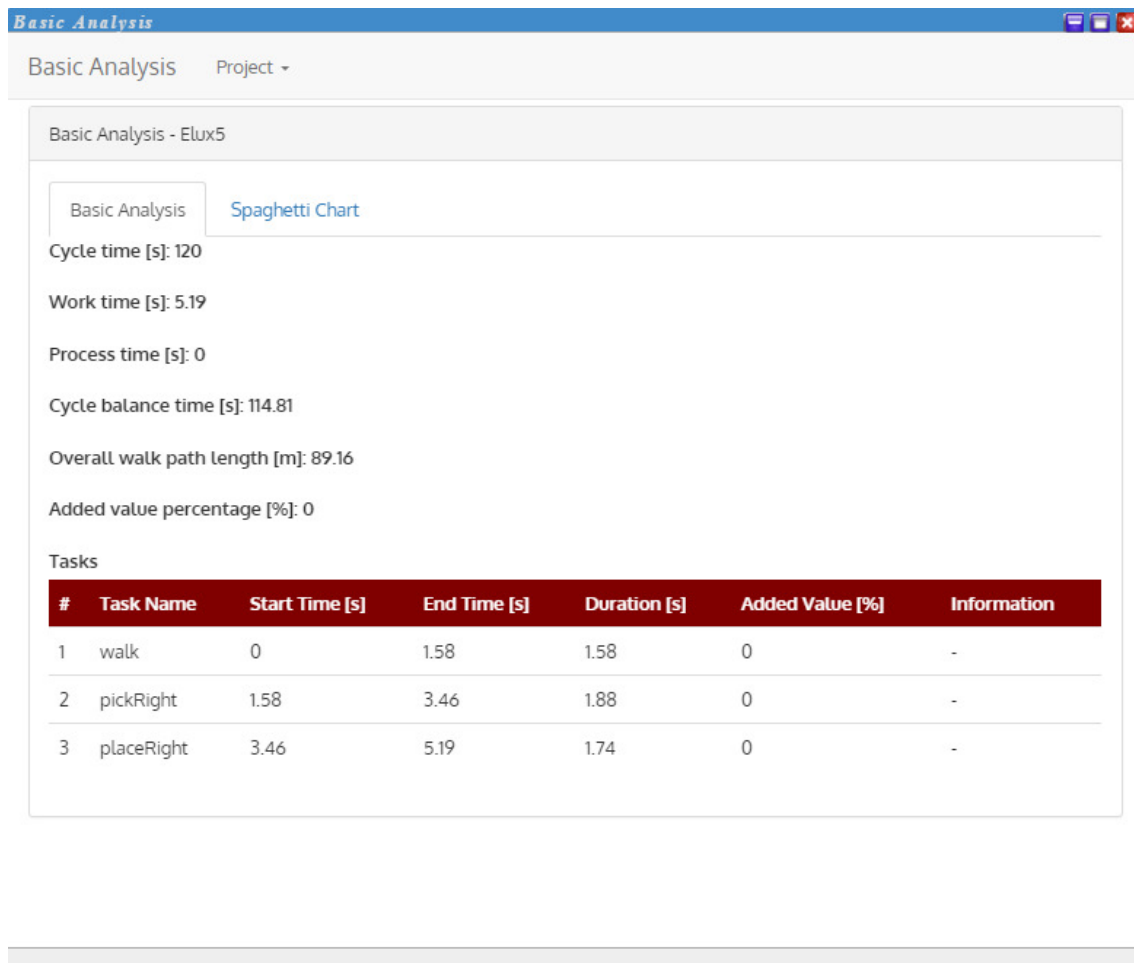 Basic Analysis
Basic Analysis Project
Basic Analysis - Elux5
Basic Analysis Spaghetti Chart
Cycle time [s]: 120
Work time [s]: 5.19
Process time [s]: 0
Cycle balance time [s]: 114.81
Overall walk path length [m]: 89.16
Added value percentage [%]: 0
Tasks
# Task Name Start Time [s] End Time [s] Duration [s] Added Value [%] Information
1 walk 0 1.58 1.58 0 -
2 pickRight 1.58 3.46 1.88 0 -
3 placeRight 3.46 5.19 1.74 0 -